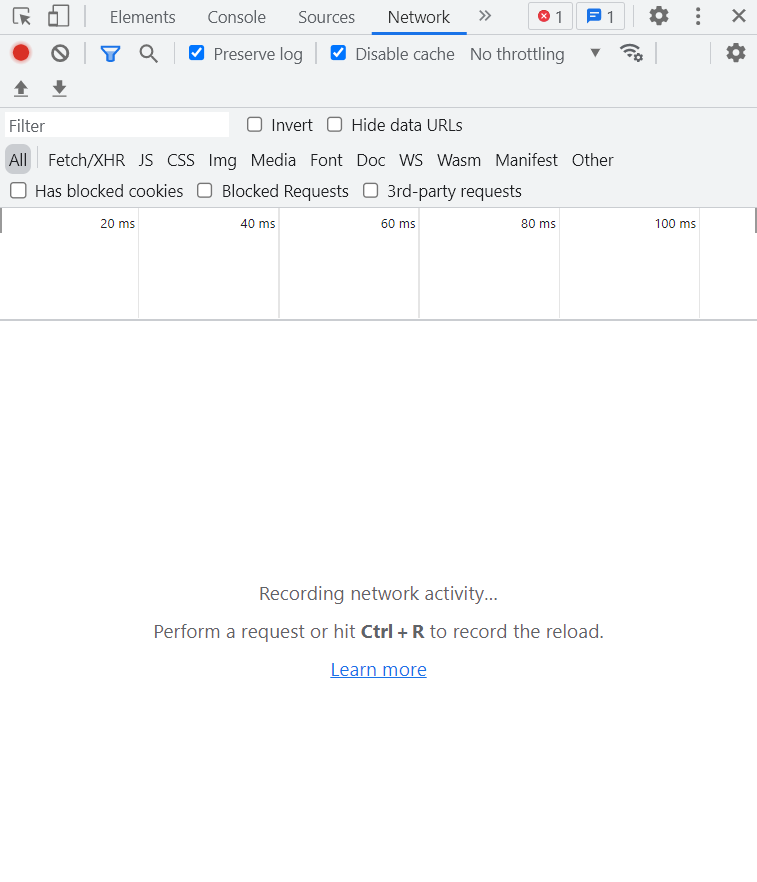 Elements Console Sources Network 1 1
Preserve log Disable cache No throttling
Filter Invert Hide data URLs
All Fetch/XHR JS CSS Img Media Font Doc WS Wasm Manifest Other
Has blocked cookies Blocked Requests 3rd-party requests
20 ms 40 ms 60 ms 80 ms 100 ms
Recording network activity…
Perform a request or hit Ctrl + R to record the reload.
Learn more